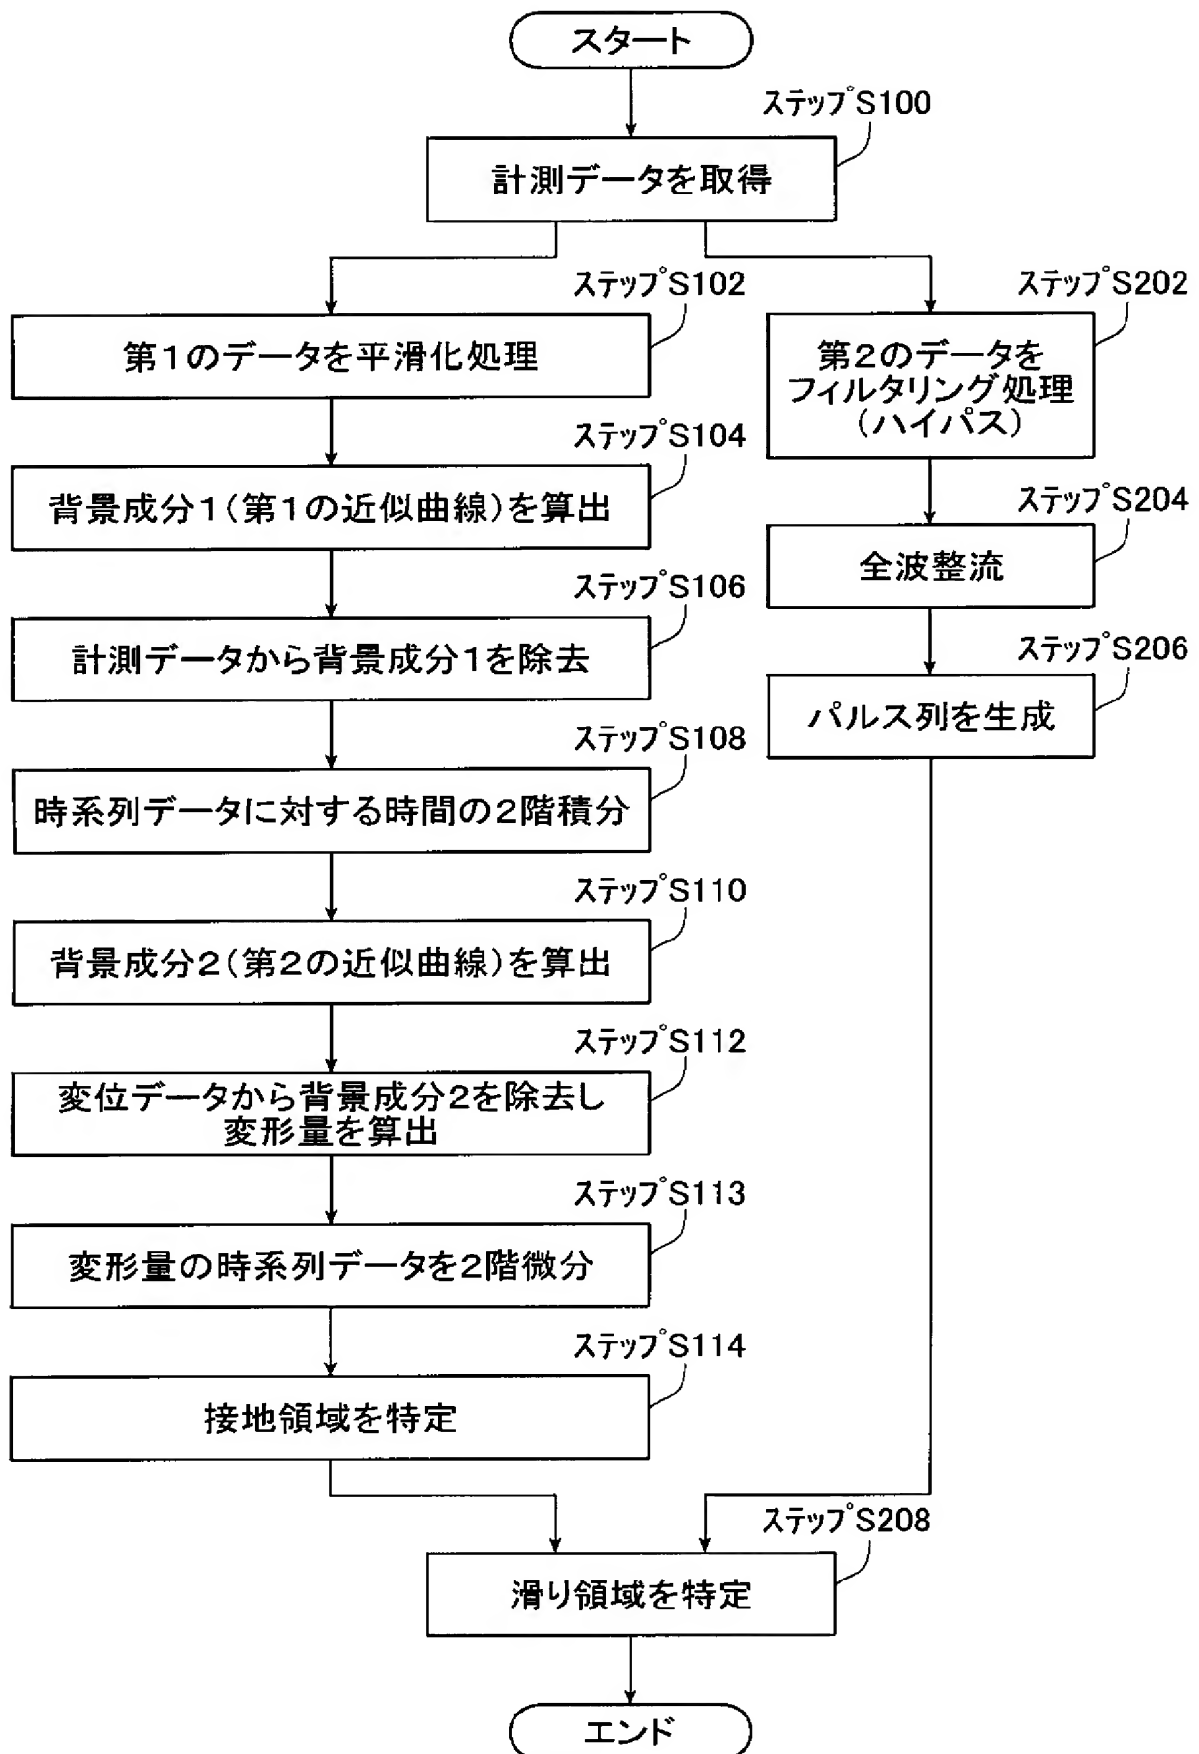 スタート
ステップS100
計測データを取得
ステップS102
第1のデータを平滑化処理
ステップS104
背景成分1(第1の近似曲線)を算出
ステップS106
計測データから背景成分1を除去
ステップS108
時系列データに対する時間の2階積分
ステップS110
背景成分2(第2の近似曲線)を算出
ステップS112
変位データから背景成分2を除去し
変形量を算出
ステップS113
変形量の時系列データを2階微分
ステップS114
接地領域を特定
ステップS202
第2のデータを
フィルタリング処理
(ハイパス)
ステップS204
全波整流
ステップS206
パルス列を生成
ステップS208
滑り領域を特定
エンド